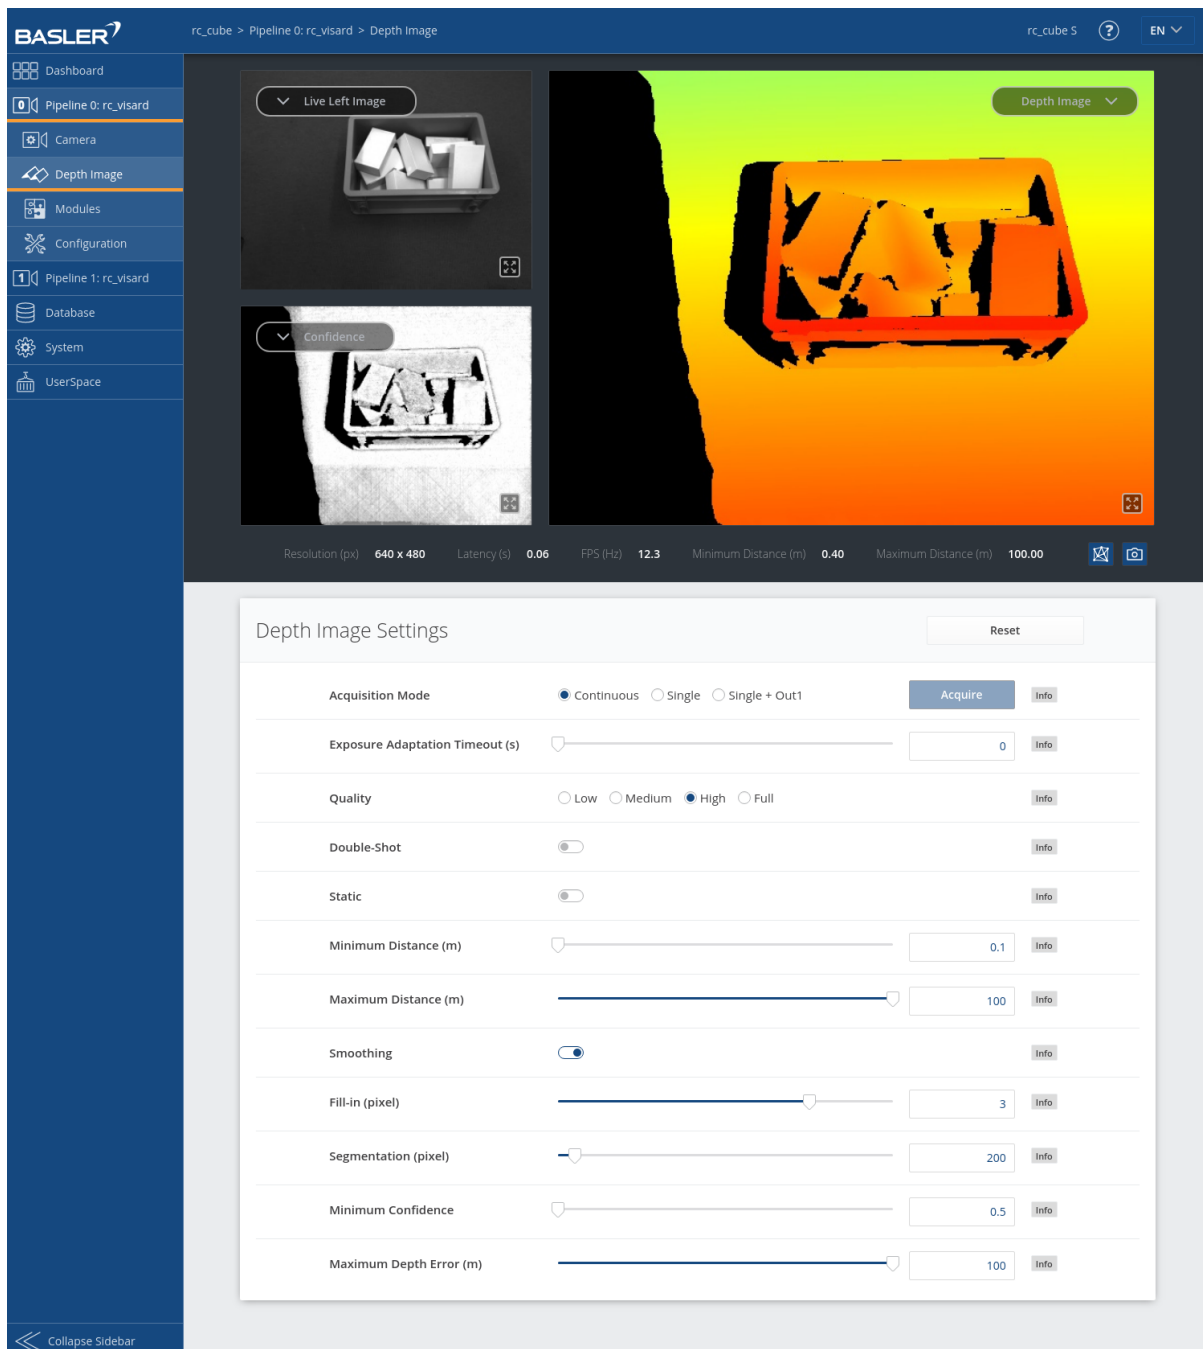 BASLER
rc_cube > Pipeline 0: rc_visard > Depth Image
rc_cube S ? EN
Dashboard
0 Pipeline 0: rc_visard
Camera
Depth Image
Modules
Configuration
1 Pipeline 1: rc_visard
Database
System
UserSpace
Collapse Sidebar
Live Left Image
Confidence
Depth Image
Resolution (px) 640 x 480 Latency (s) 0.06 FPS (Hz) 12.3 Minimum Distance (m) 0.40 Maximum Distance (m) 100.00
Depth Image Settings Reset
Acquisition Mode Continuous Single Single + Out1 Acquire Info
Exposure Adaptation Timeout (s) 0 Info
Quality Low Medium High Full Info
Double-Shot Info
Static Info
Minimum Distance (m) 0.1 Info
Maximum Distance (m) 100 Info
Smoothing Info
Fill-in (pixel) 3 Info
Segmentation (pixel) 200 Info
Minimum Confidence 0.5 Info
Maximum Depth Error (m) 100 Info